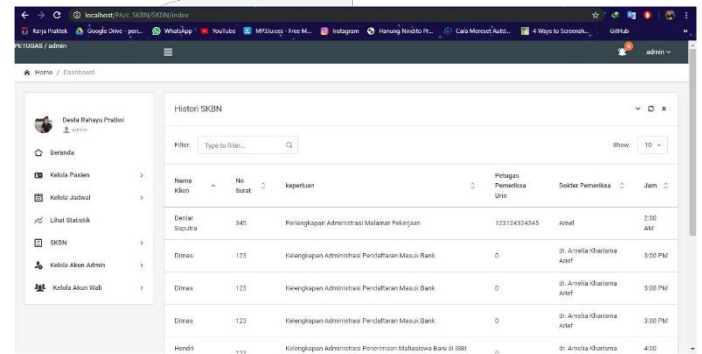 localhost/PA/c_SKBN/SKBN/index
Kerja Praktek Google Drive - pen... WhatsApp YouTube MP3Juices - Free M... Instagram Hanung Nindito Pr... Cara Mereset Auto... 4 Ways to Screensh... GitHub
PETUGAS / admin
admin
Home / Dashboard
Desta Rahayu Pratiwi
admin
Beranda
Kelola Pasien
Kelola Jadwal
Lihat Statistik
SKBN
Kelola Akun Admin
Kelola Akun Wali
Histori SKBN
Filter Type to filter... Show 10
Nama Klien No Surat keperluan Petugas Pemeriksa Urin Dokter Pemeriksa Jam
Deniar Saputra 345 Perlengkapan Administrasi Melamar Pekerjaan 123124324345 Amel 2:00 AM
Dimas 123 Kelengkapan Administrasi Pendaftaran Masuk Bank 0 dr. Amelia Kharisma Arief 3:00 PM
Dimas 123 Kelengkapan Administrasi Pendaftaran Masuk Bank 0 dr. Amelia Kharisma Arief 3:00 PM
Dimas 123 Kelengkapan Administrasi Pendaftaran Masuk Bank 0 dr. Amelia Kharisma Arief 3:00 PM
Hendri 123 Kelengkapan Administrasi Penerimaan Mahasiswa Baru di ISBI 0 dr. Amelia Kharisma 4:00